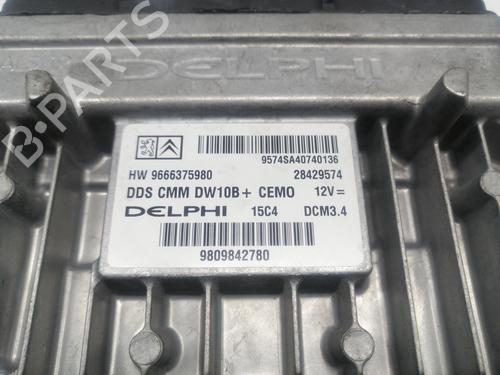 DELPHI
9574SA40740136
HW 9666375980 28429574
DDS CMM DW10B+ CEMO 12V=
DELPHI 15C4 DCM3.4
9809842780
B-PARTS